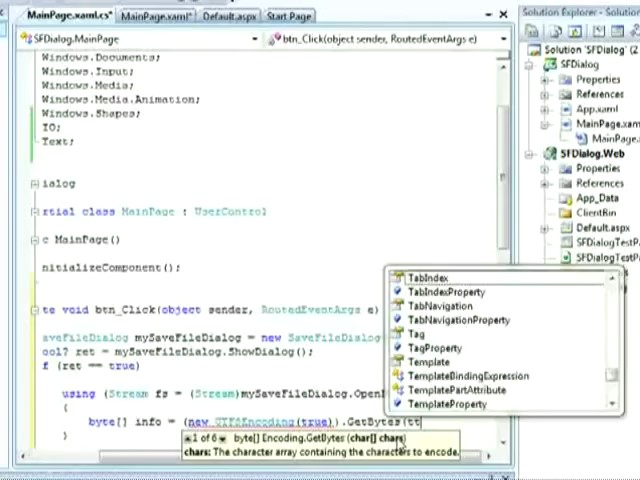 MainPage.xaml.cs* MainPage.xaml* Default.aspx Start Page
SFDialog.MainPage btn_Click(object sender, RoutedEventArgs e)
Windows.Documents;
Windows.Input;
Windows.Media;
Windows.Media.Animation;
Windows.Shapes;
IO;
Text;
ialog
rtial class MainPage : UserControl
c MainPage()
nitializeComponent();
te void btn_Click(object sender, RoutedEventArgs e)
aveFileDialog mySaveFileDialog = new SaveFileDialog
ool? ret = mySaveFileDialog.ShowDialog();
f (ret == true)
using (Stream fs = (Stream)mySaveFileDialog.OpenF
{
byte[] info = (new UTF8Encoding(true)).GetBytes(tt
}
TabIndex
TabIndexProperty
TabNavigation
TabNavigationProperty
Tag
TagProperty
Template
TemplateBindingExpression
TemplatePartAttribute
TemplateProperty
1 of 6 byte[] Encoding.GetBytes (char[] chars)
chars: The character array containing the characters to encode.
Solution Explorer - Solution
Solution 'SFDialog' (2
SFDialog
Properties
References
App.xaml
MainPage.xam
MainPage.
SFDialog.Web
Properties
References
App_Data
ClientBin
Default.aspx
SFDialogTestP
SFDialogTestP